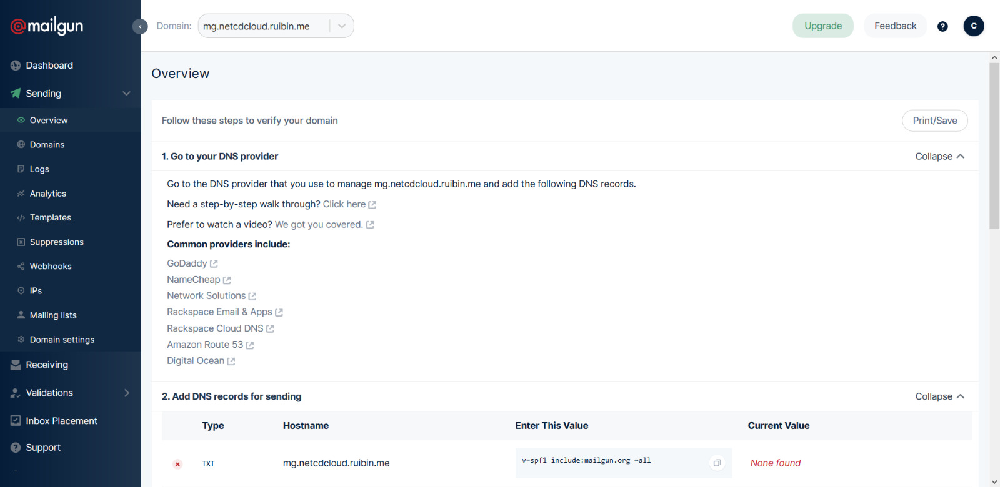 @mailgun
Domain: mg.netcdcloud.ruibin.me
Upgrade
Feedback
?
C
Dashboard
Sending
Overview
Domains
Logs
Analytics
Templates
Suppressions
Webhooks
IPs
Mailing lists
Domain settings
Receiving
Validations
Inbox Placement
Support
Overview
Follow these steps to verify your domain
Print/Save
1. Go to your DNS provider
Collapse
Go to the DNS provider that you use to manage mg.netcdcloud.ruibin.me and add the following DNS records.
Need a step-by-step walk through? Click here
Prefer to watch a video? We got you covered.
Common providers include:
GoDaddy
NameCheap
Network Solutions
Rackspace Email & Apps
Rackspace Cloud DNS
Amazon Route 53
Digital Ocean
2. Add DNS records for sending
Collapse
Type Hostname Enter This Value Current Value
TXT mg.netcdcloud.ruibin.me v=spf1 include:mailgun.org ~all None found